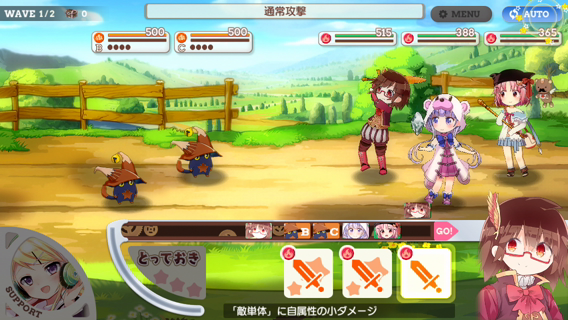 WAVE 1/2 0
通常攻撃
MENU
AUTO
500
B
500
C
515
388
365
B C GO!
SUPPORT
とっておき
「敵単体」に自属性の小ダメージ